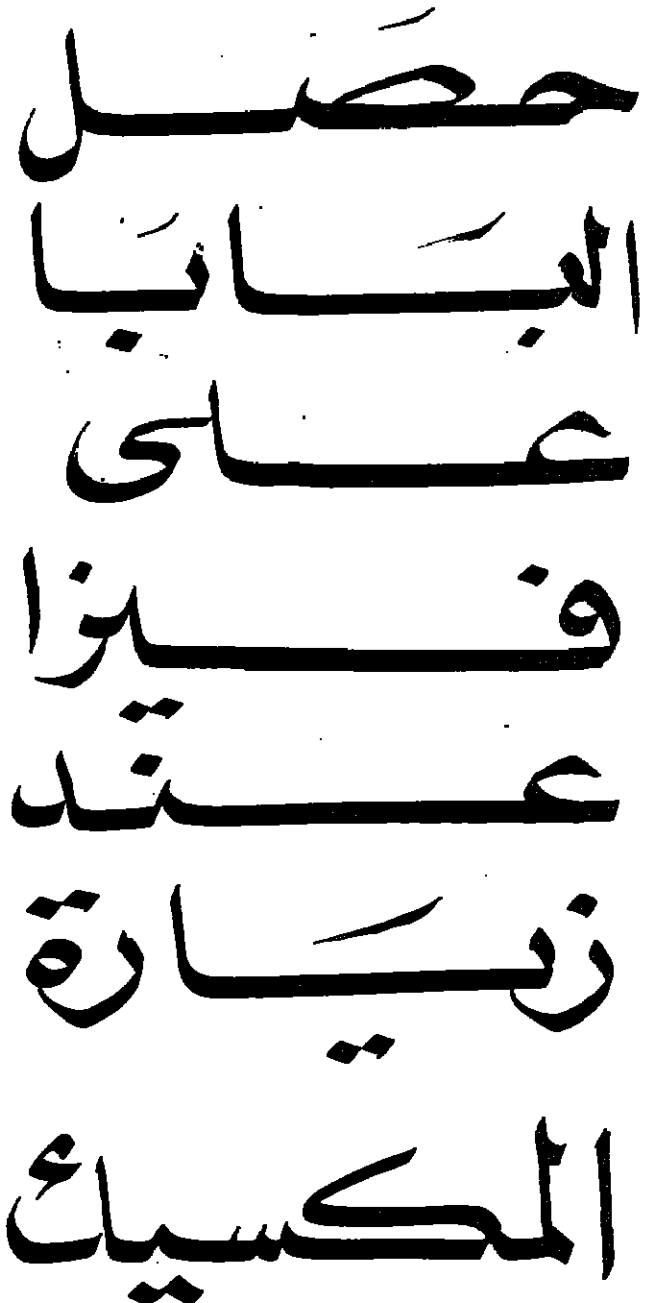 حصَل
البَابَا
على
فيزا
عند
زيَارة
المكسيك